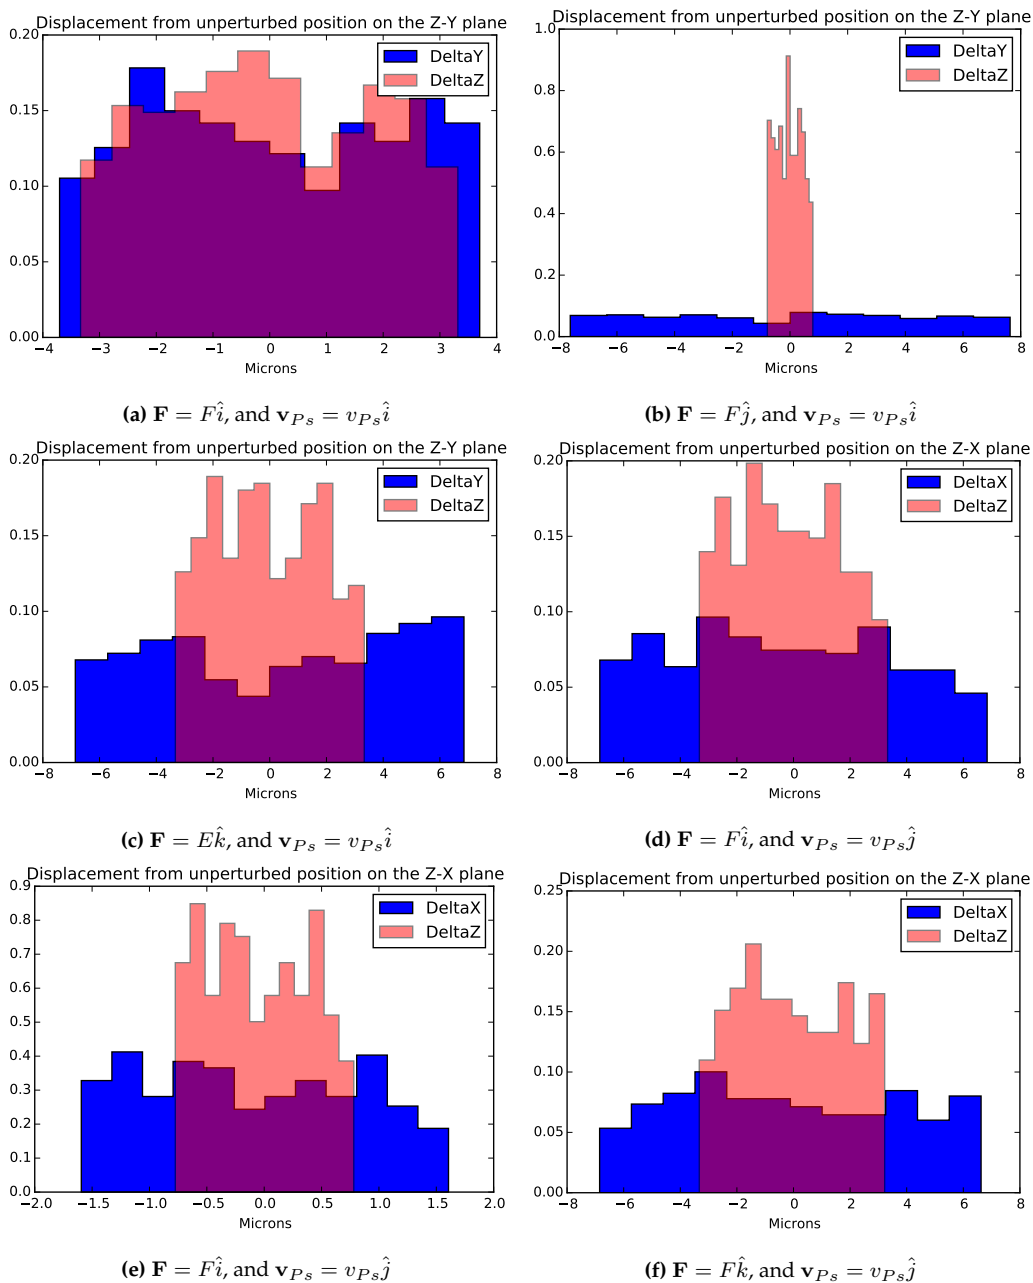 Displacement from unperturbed position on the Z-Y plane
0.20
0.15
0.10
0.05
0.00
−4 −3 −2 −1 0 1 2 3 4
Microns
DeltaY
DeltaZ
(a) F = Fî, and v_Ps = v_Ps î
Displacement from unperturbed position on the Z-Y plane
1.0
0.8
0.6
0.4
0.2
0.0
−8 −6 −4 −2 0 2 4 6 8
Microns
DeltaY
DeltaZ
(b) F = Fĵ, and v_Ps = v_Ps î
Displacement from unperturbed position on the Z-Y plane
0.20
0.15
0.10
0.05
0.00
−8 −6 −4 −2 0 2 4 6 8
Microns
DeltaY
DeltaZ
(c) F = Ek̂, and v_Ps = v_Ps î
Displacement from unperturbed position on the Z-X plane
0.20
0.15
0.10
0.05
0.00
−8 −6 −4 −2 0 2 4 6 8
Microns
DeltaX
DeltaZ
(d) F = Fî, and v_Ps = v_Ps ĵ
Displacement from unperturbed position on the Z-X plane
0.9
0.8
0.7
0.6
0.5
0.4
0.3
0.2
0.1
0.0
−2.0 −1.5 −1.0 −0.5 0.0 0.5 1.0 1.5 2.0
Microns
DeltaX
DeltaZ
(e) F = Fî, and v_Ps = v_Ps ĵ
Displacement from unperturbed position on the Z-X plane
0.25
0.20
0.15
0.10
0.05
0.00
−8 −6 −4 −2 0 2 4 6 8
Microns
DeltaX
DeltaZ
(f) F = Fk̂, and v_Ps = v_Ps ĵ